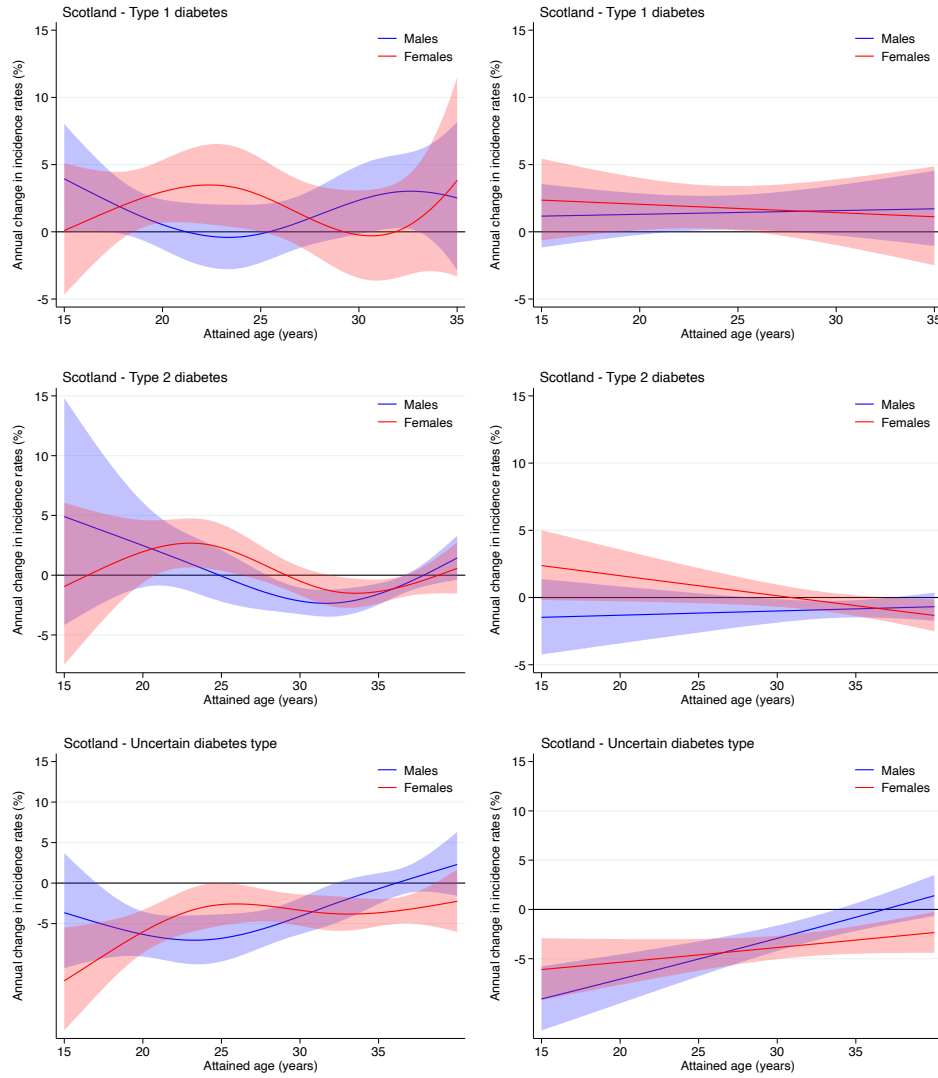 Scotland - Type 1 diabetes
Annual change in incidence rates (%)
15
10
5
0
-5
Males
Females
15
20
25
30
35
Attained age (years)
Scotland - Type 1 diabetes
Annual change in incidence rates (%)
15
10
5
0
-5
Males
Females
15
20
25
30
35
Attained age (years)
Scotland - Type 2 diabetes
Annual change in incidence rates (%)
15
10
5
0
-5
Males
Females
15
20
25
30
35
Attained age (years)
Scotland - Type 2 diabetes
Annual change in incidence rates (%)
15
10
5
0
-5
Males
Females
15
20
25
30
35
Attained age (years)
Scotland - Uncertain diabetes type
Annual change in incidence rates (%)
15
10
5
0
-5
Males
Females
15
20
25
30
35
Attained age (years)
Scotland - Uncertain diabetes type
Annual change in incidence rates (%)
15
10
5
0
-5
Males
Females
15
20
25
30
35
Attained age (years)